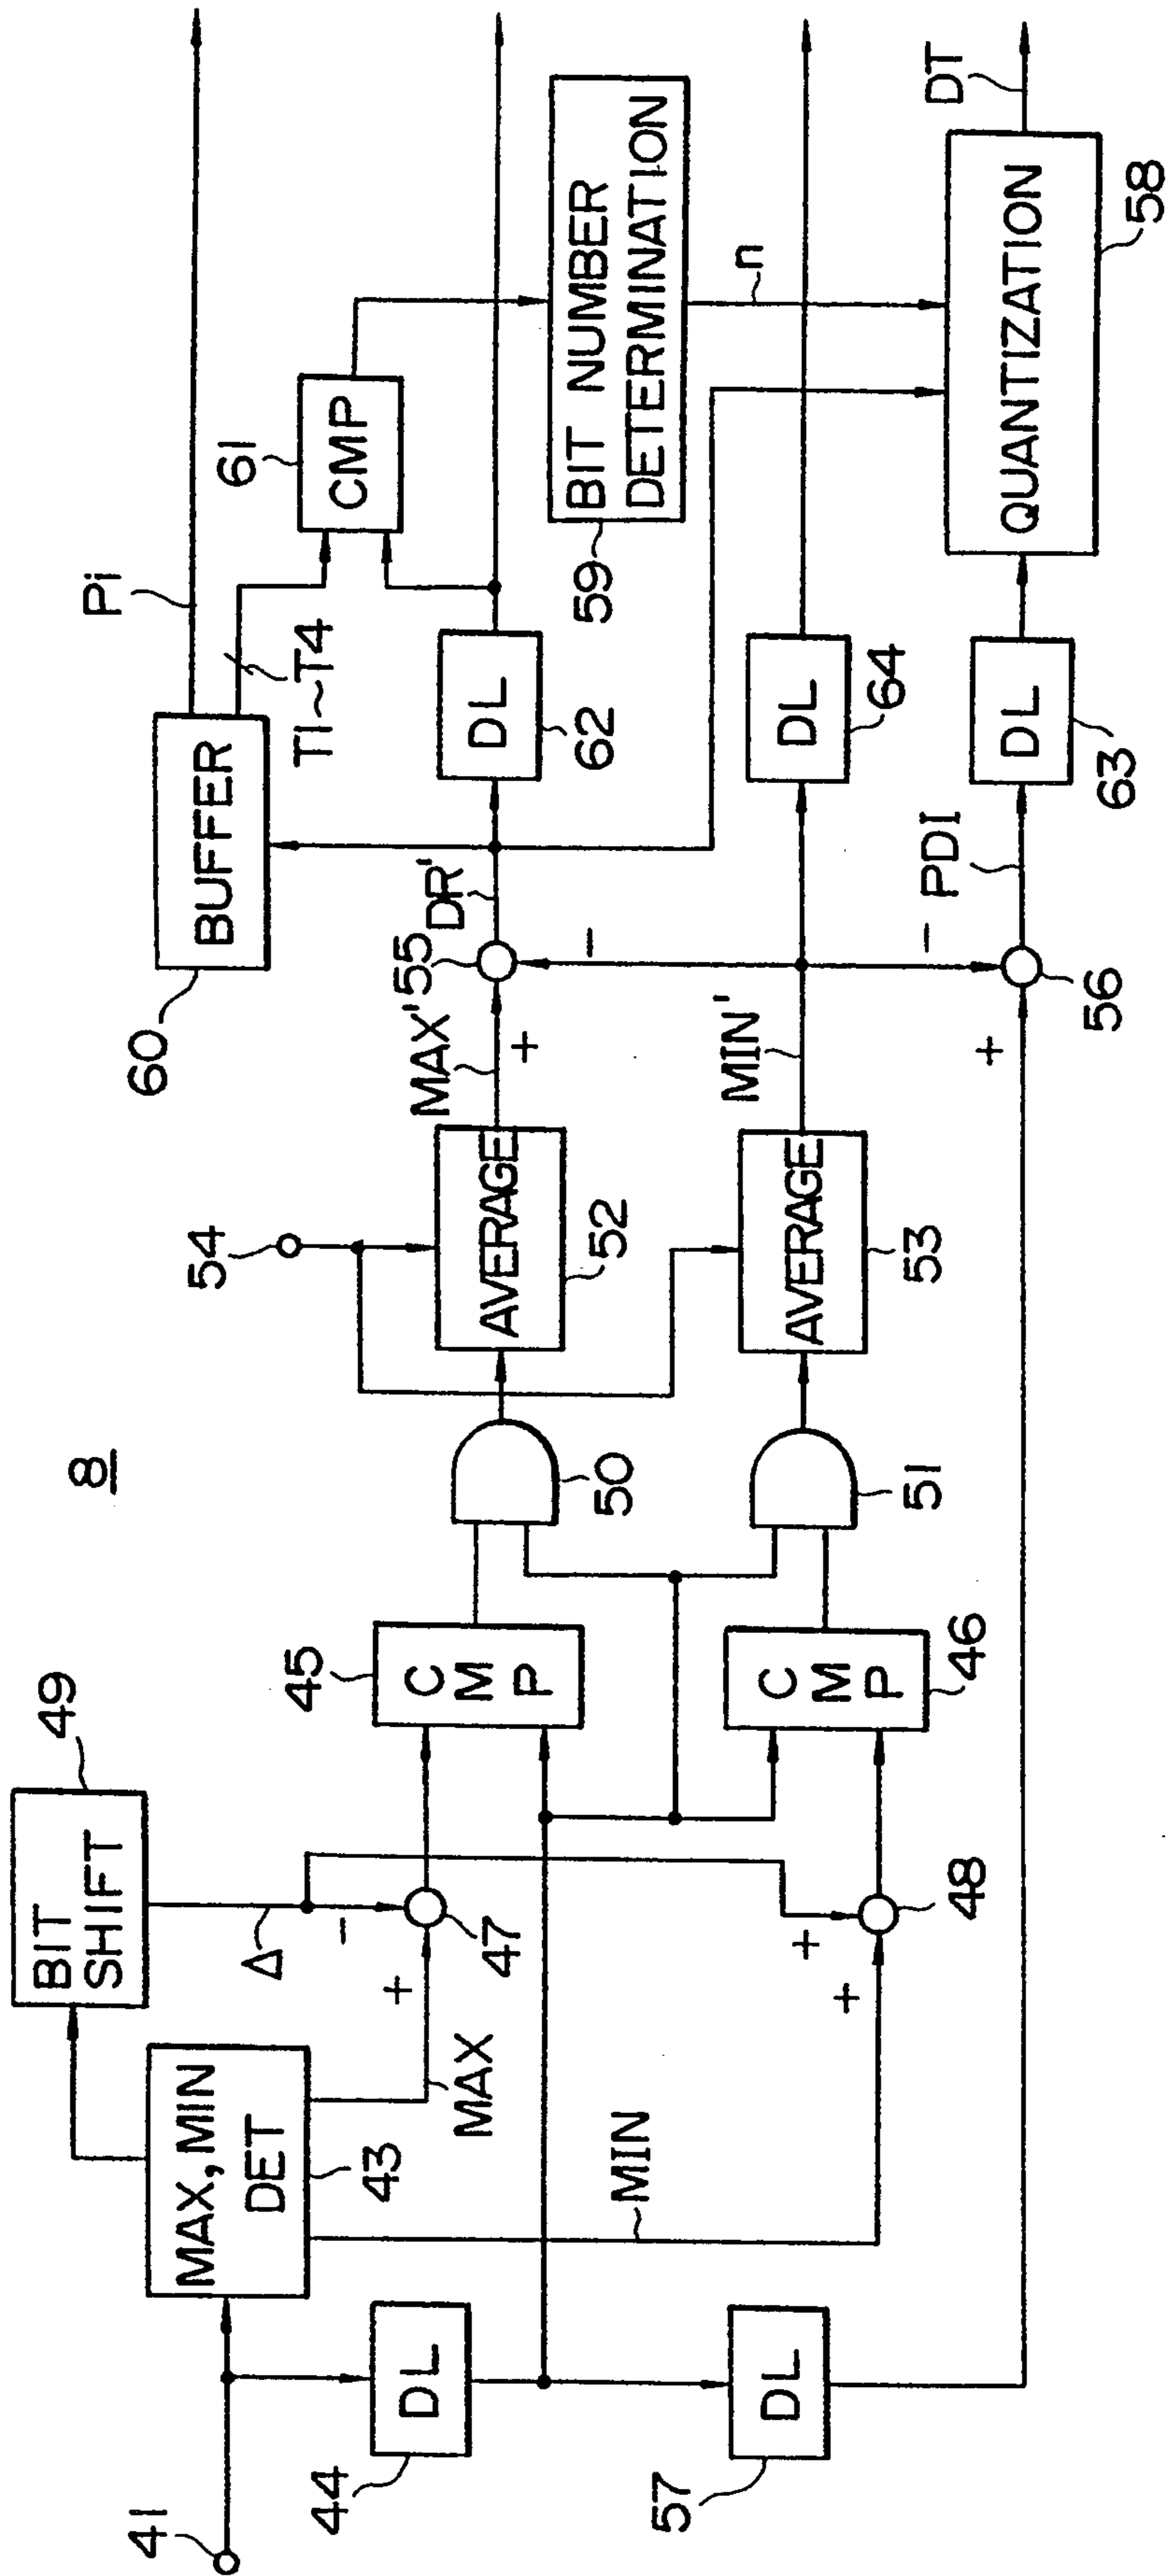 8
41
MAX, MIN
DET
43
BIT
SHIFT
49
Δ
−
+
MAX
47
MIN
+
+
48
DL
44
DL
57
C
M
P
45
C
M
P
46
50
51
54
AVERAGE
52
AVERAGE
53
MAX'
+
55
DR'
−
MIN'
−
+
56
PDI
BUFFER
60
Pi
T1~T4
CMP
61
DL
62
DL
64
DL
63
BIT NUMBER
DETERMINATION
59
n
QUANTIZATION
58
DT